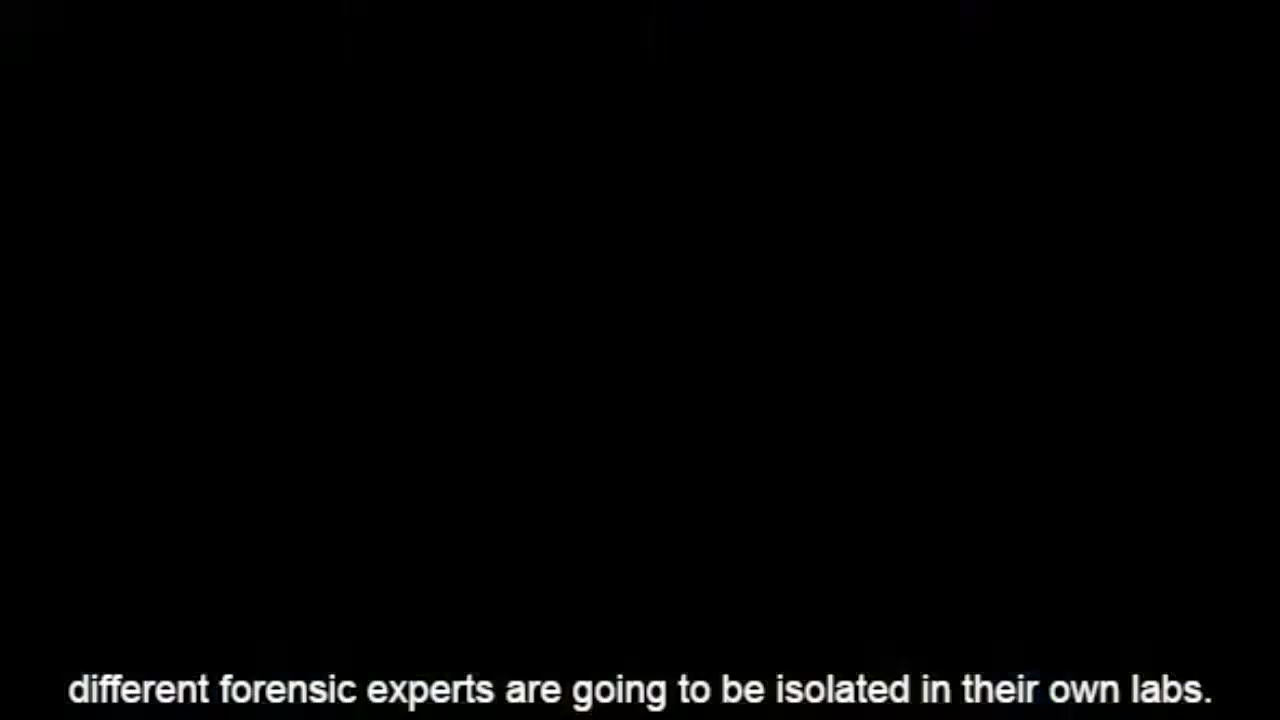 different forensic experts are going to be isolated in their own labs.